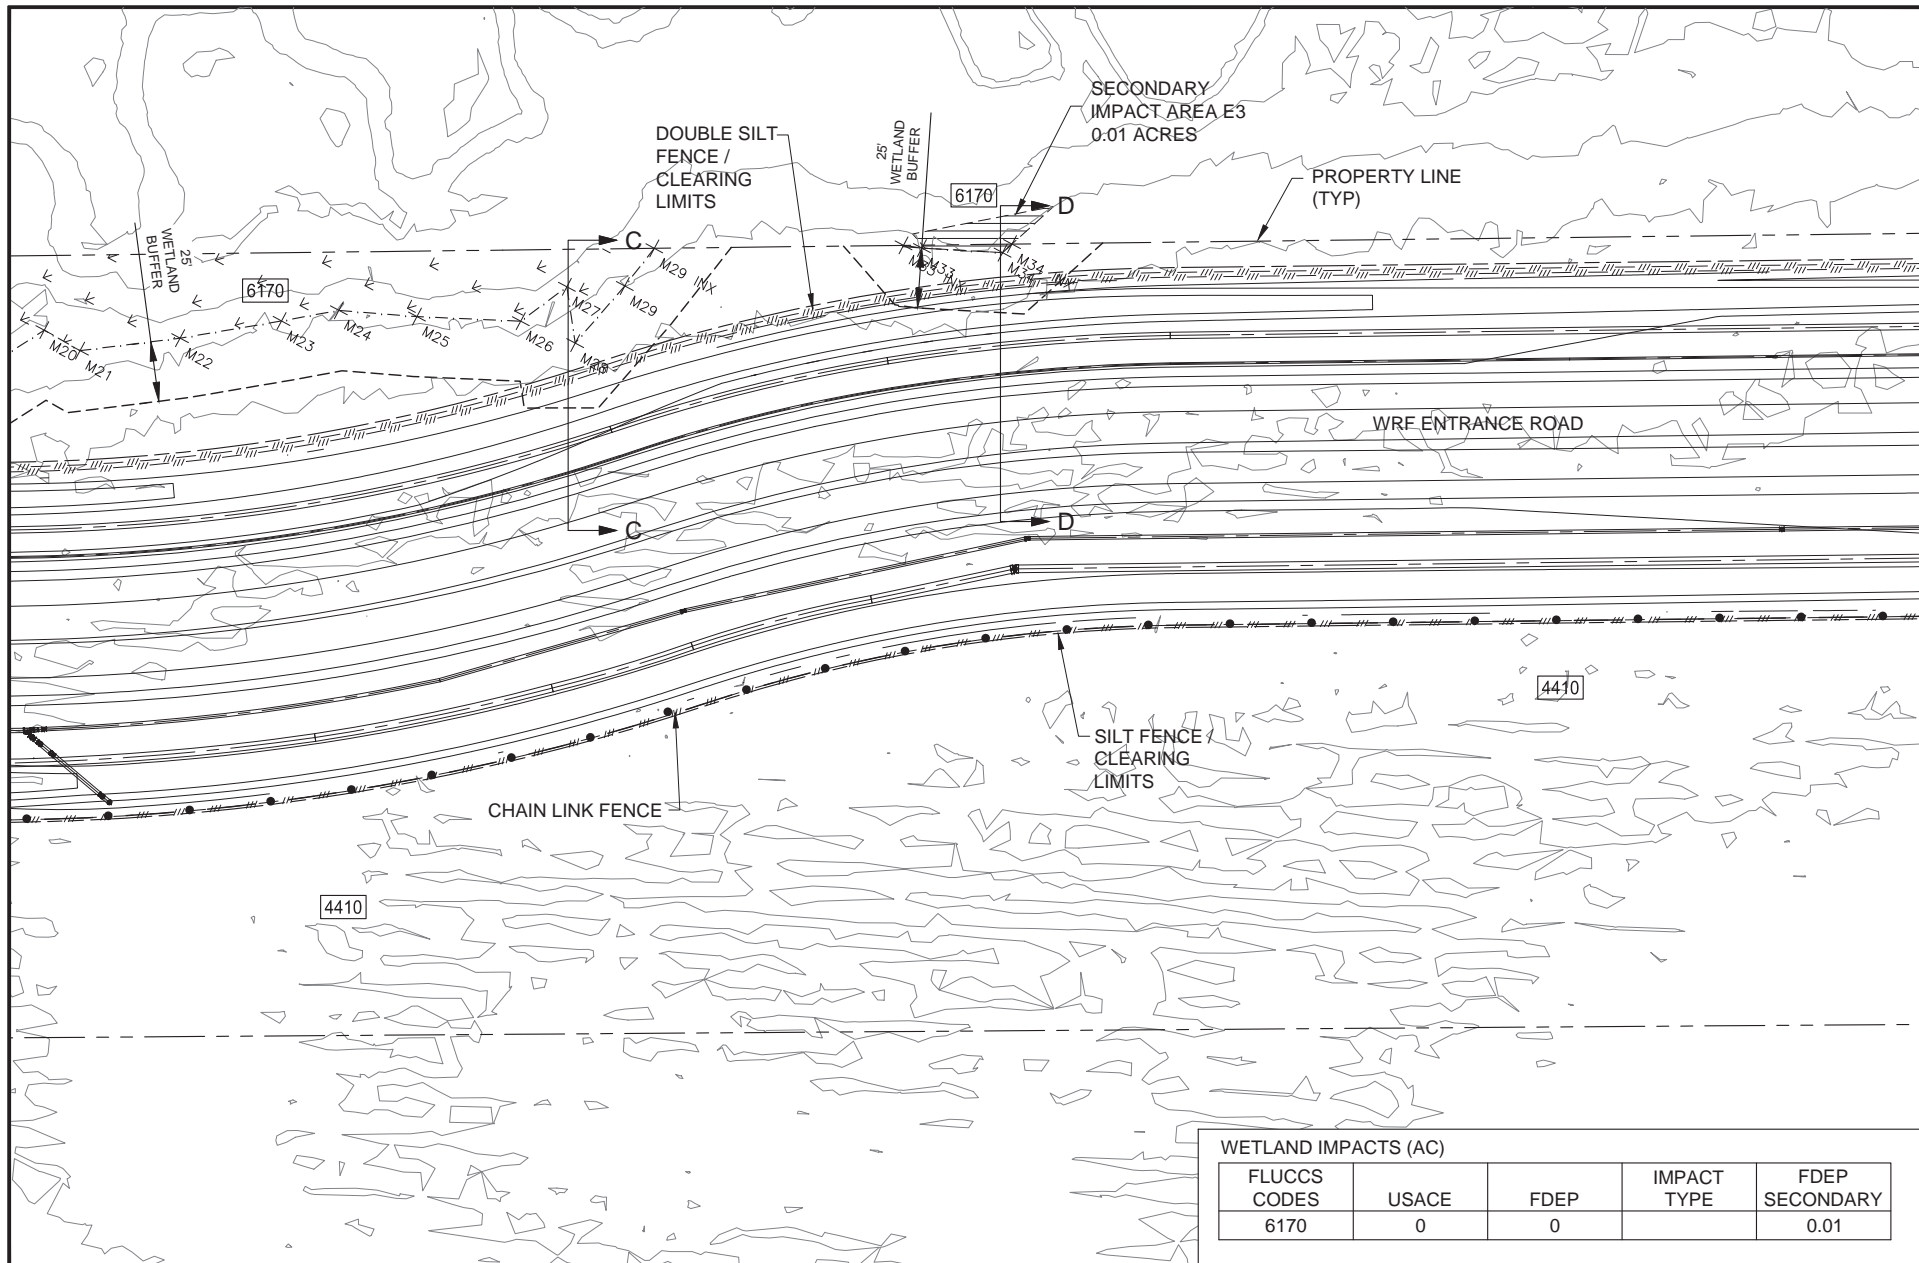 SECONDARY
IMPACT AREA E3
0.01 ACRES
DOUBLE SILT
FENCE /
CLEARING
LIMITS
25'
WETLAND
BUFFER
PROPERTY LINE
(TYP)
6170
D
C
25'
WETLAND
BUFFER
6170
M29 INX
M33
M34
M27
M29
M20
M21
M22
M23
M24
M25
M26
M28
WRF ENTRANCE ROAD
C
D
4410
SILT FENCE /
CLEARING
LIMITS
CHAIN LINK FENCE
4410
WETLAND IMPACTS (AC)
FLUCCS
CODES
USACE
FDEP
IMPACT
TYPE
FDEP
SECONDARY
6170
0
0
0.01